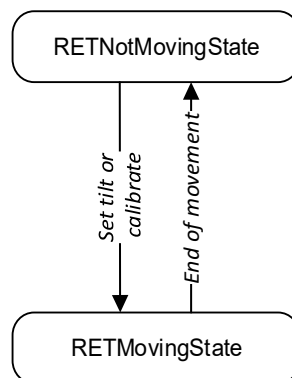 RETNotMovingState
Set tilt or
calibrate
End of movement
RETMovingState